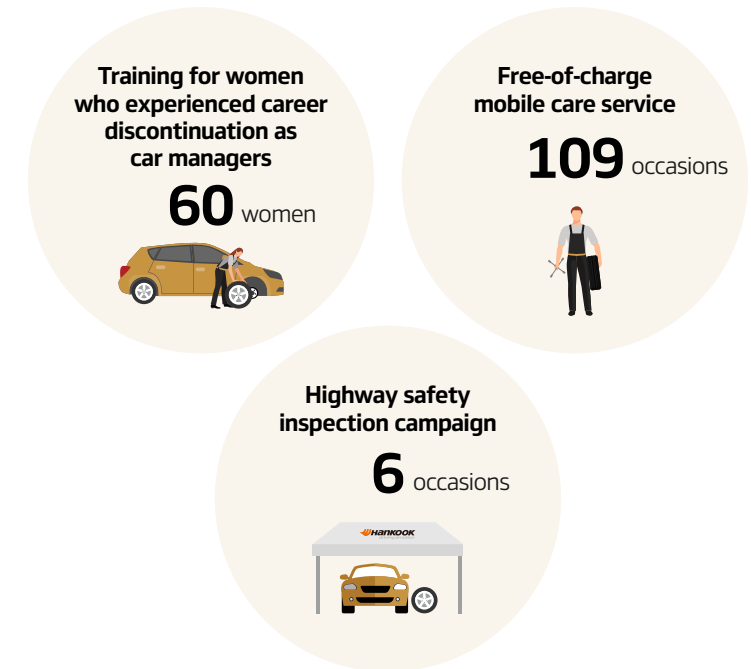 Training for women
who experienced career
discontinuation as
car managers
60 women
Free-of-charge
mobile care service
109 occasions
Highway safety
inspection campaign
6 occasions
HANKOOK